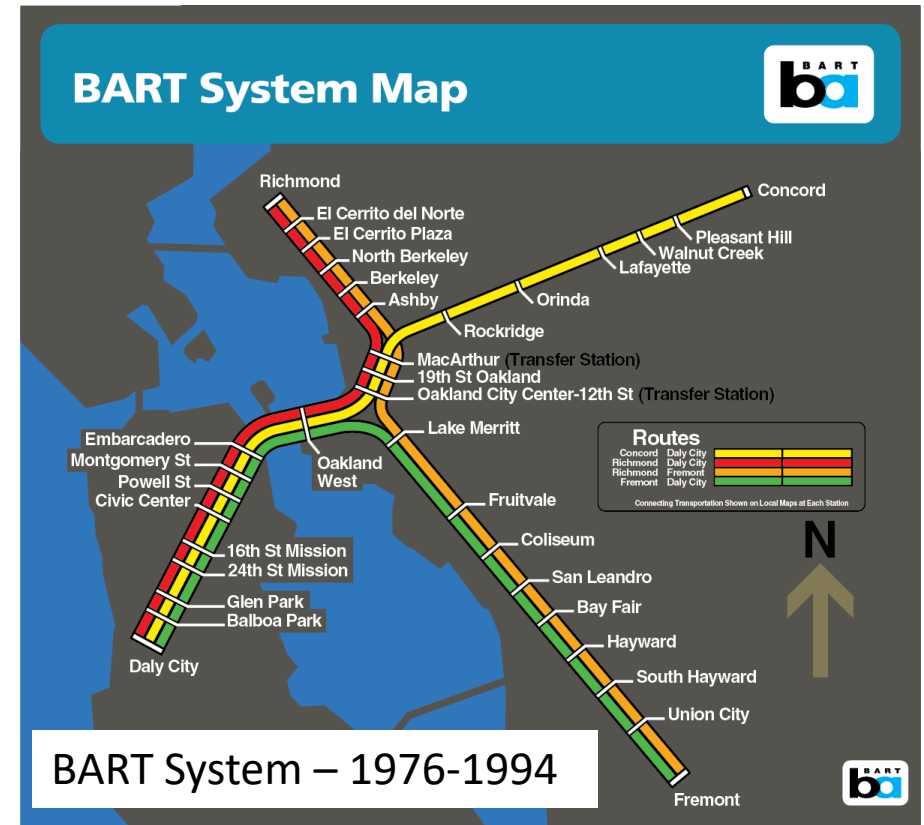 BART System Map
BART
ba
Richmond
El Cerrito del Norte
El Cerrito Plaza
North Berkeley
Berkeley
Ashby
Concord
Pleasant Hill
Walnut Creek
Lafayette
Orinda
Rockridge
MacArthur (Transfer Station)
19th St Oakland
Oakland City Center-12th St (Transfer Station)
Lake Merritt
Oakland
West
Embarcadero
Montgomery St
Powell St
Civic Center
16th St Mission
24th St Mission
Glen Park
Balboa Park
Daly City
Fruitvale
Coliseum
San Leandro
Bay Fair
Hayward
South Hayward
Union City
Fremont
Routes
Concord Daly City
Richmond Daly City
Richmond Fremont
Fremont Daly City
Connecting Transportation Shown on Local Maps at Each Station
N
BART System – 1976-1994
BART
ba